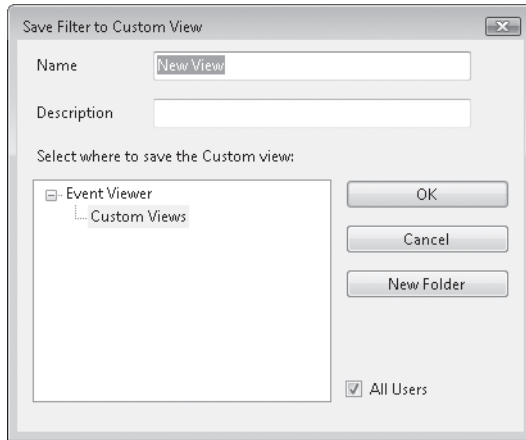 Save Filter to Custom View
Name
New View
Description
Select where to save the Custom view:
Event Viewer
Custom Views
OK
Cancel
New Folder
All Users